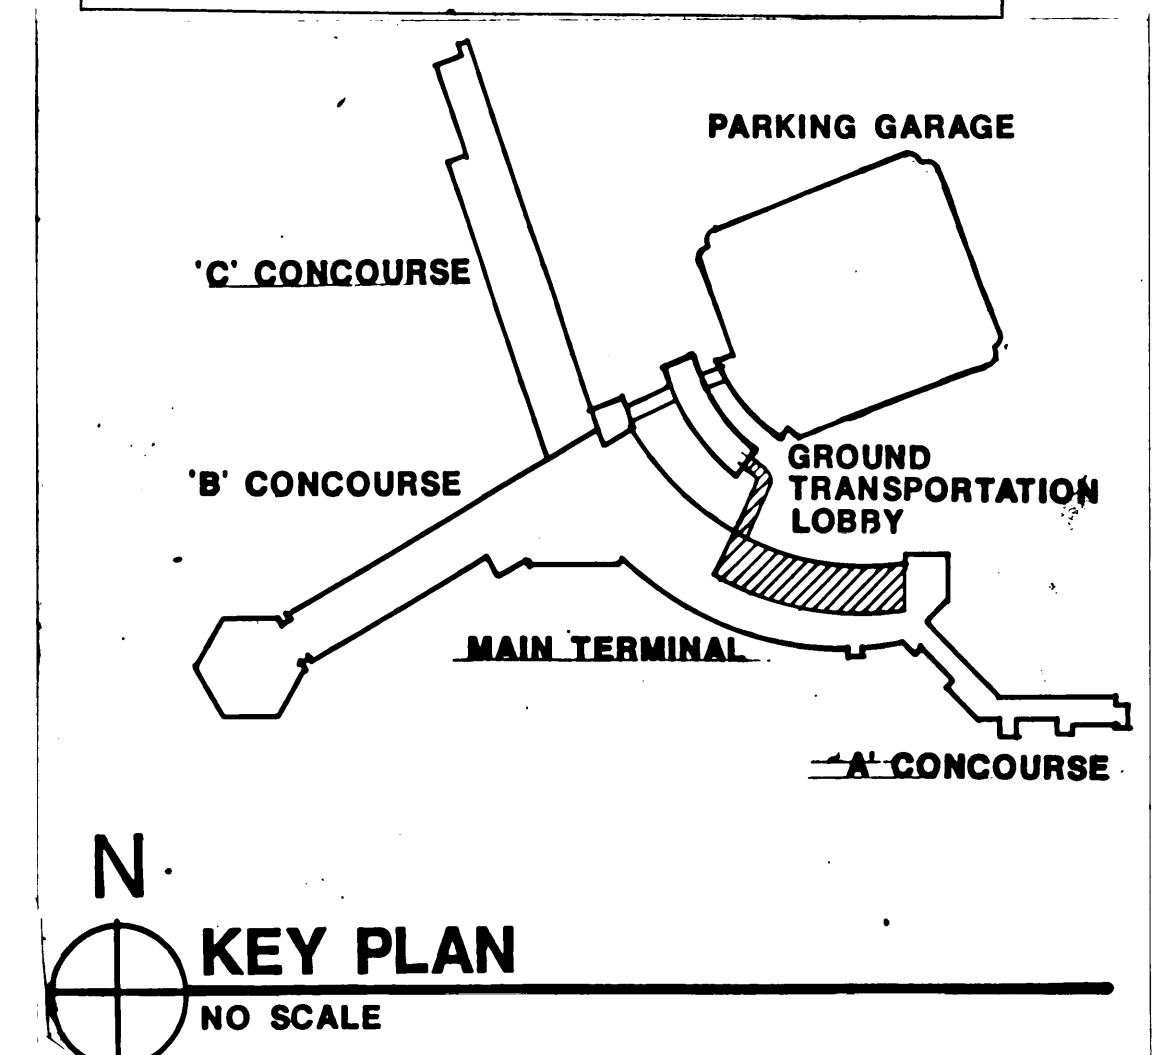 PARKING GARAGE
'C' CONCOURSE
'B' CONCOURSE
GROUND
TRANSPORTATION
LOBBY
MAIN TERMINAL
'A' CONCOURSE
N
KEY PLAN
NO SCALE